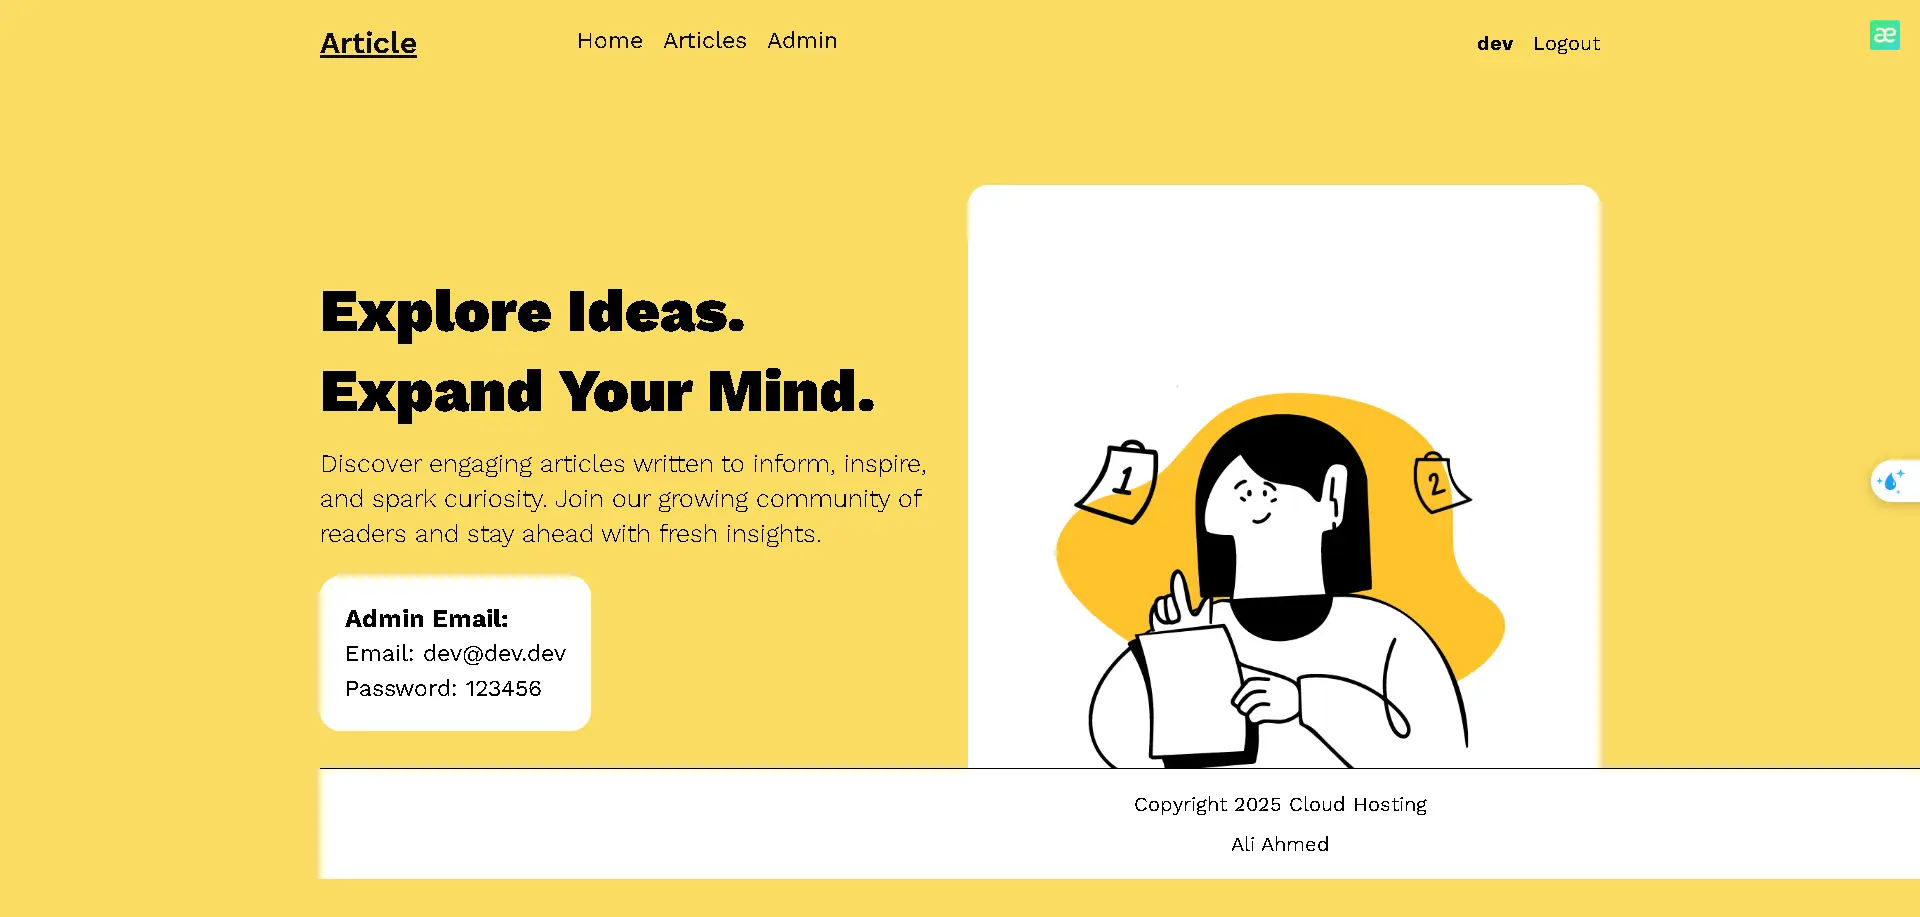 Article
Home Articles Admin
dev Logout
æ
Explore Ideas.
Expand Your Mind.
Discover engaging articles written to inform, inspire,
and spark curiosity. Join our growing community of
readers and stay ahead with fresh insights.
Admin Email:
Email: dev@dev.dev
Password: 123456
1
2
Copyright 2025 Cloud Hosting
Ali Ahmed